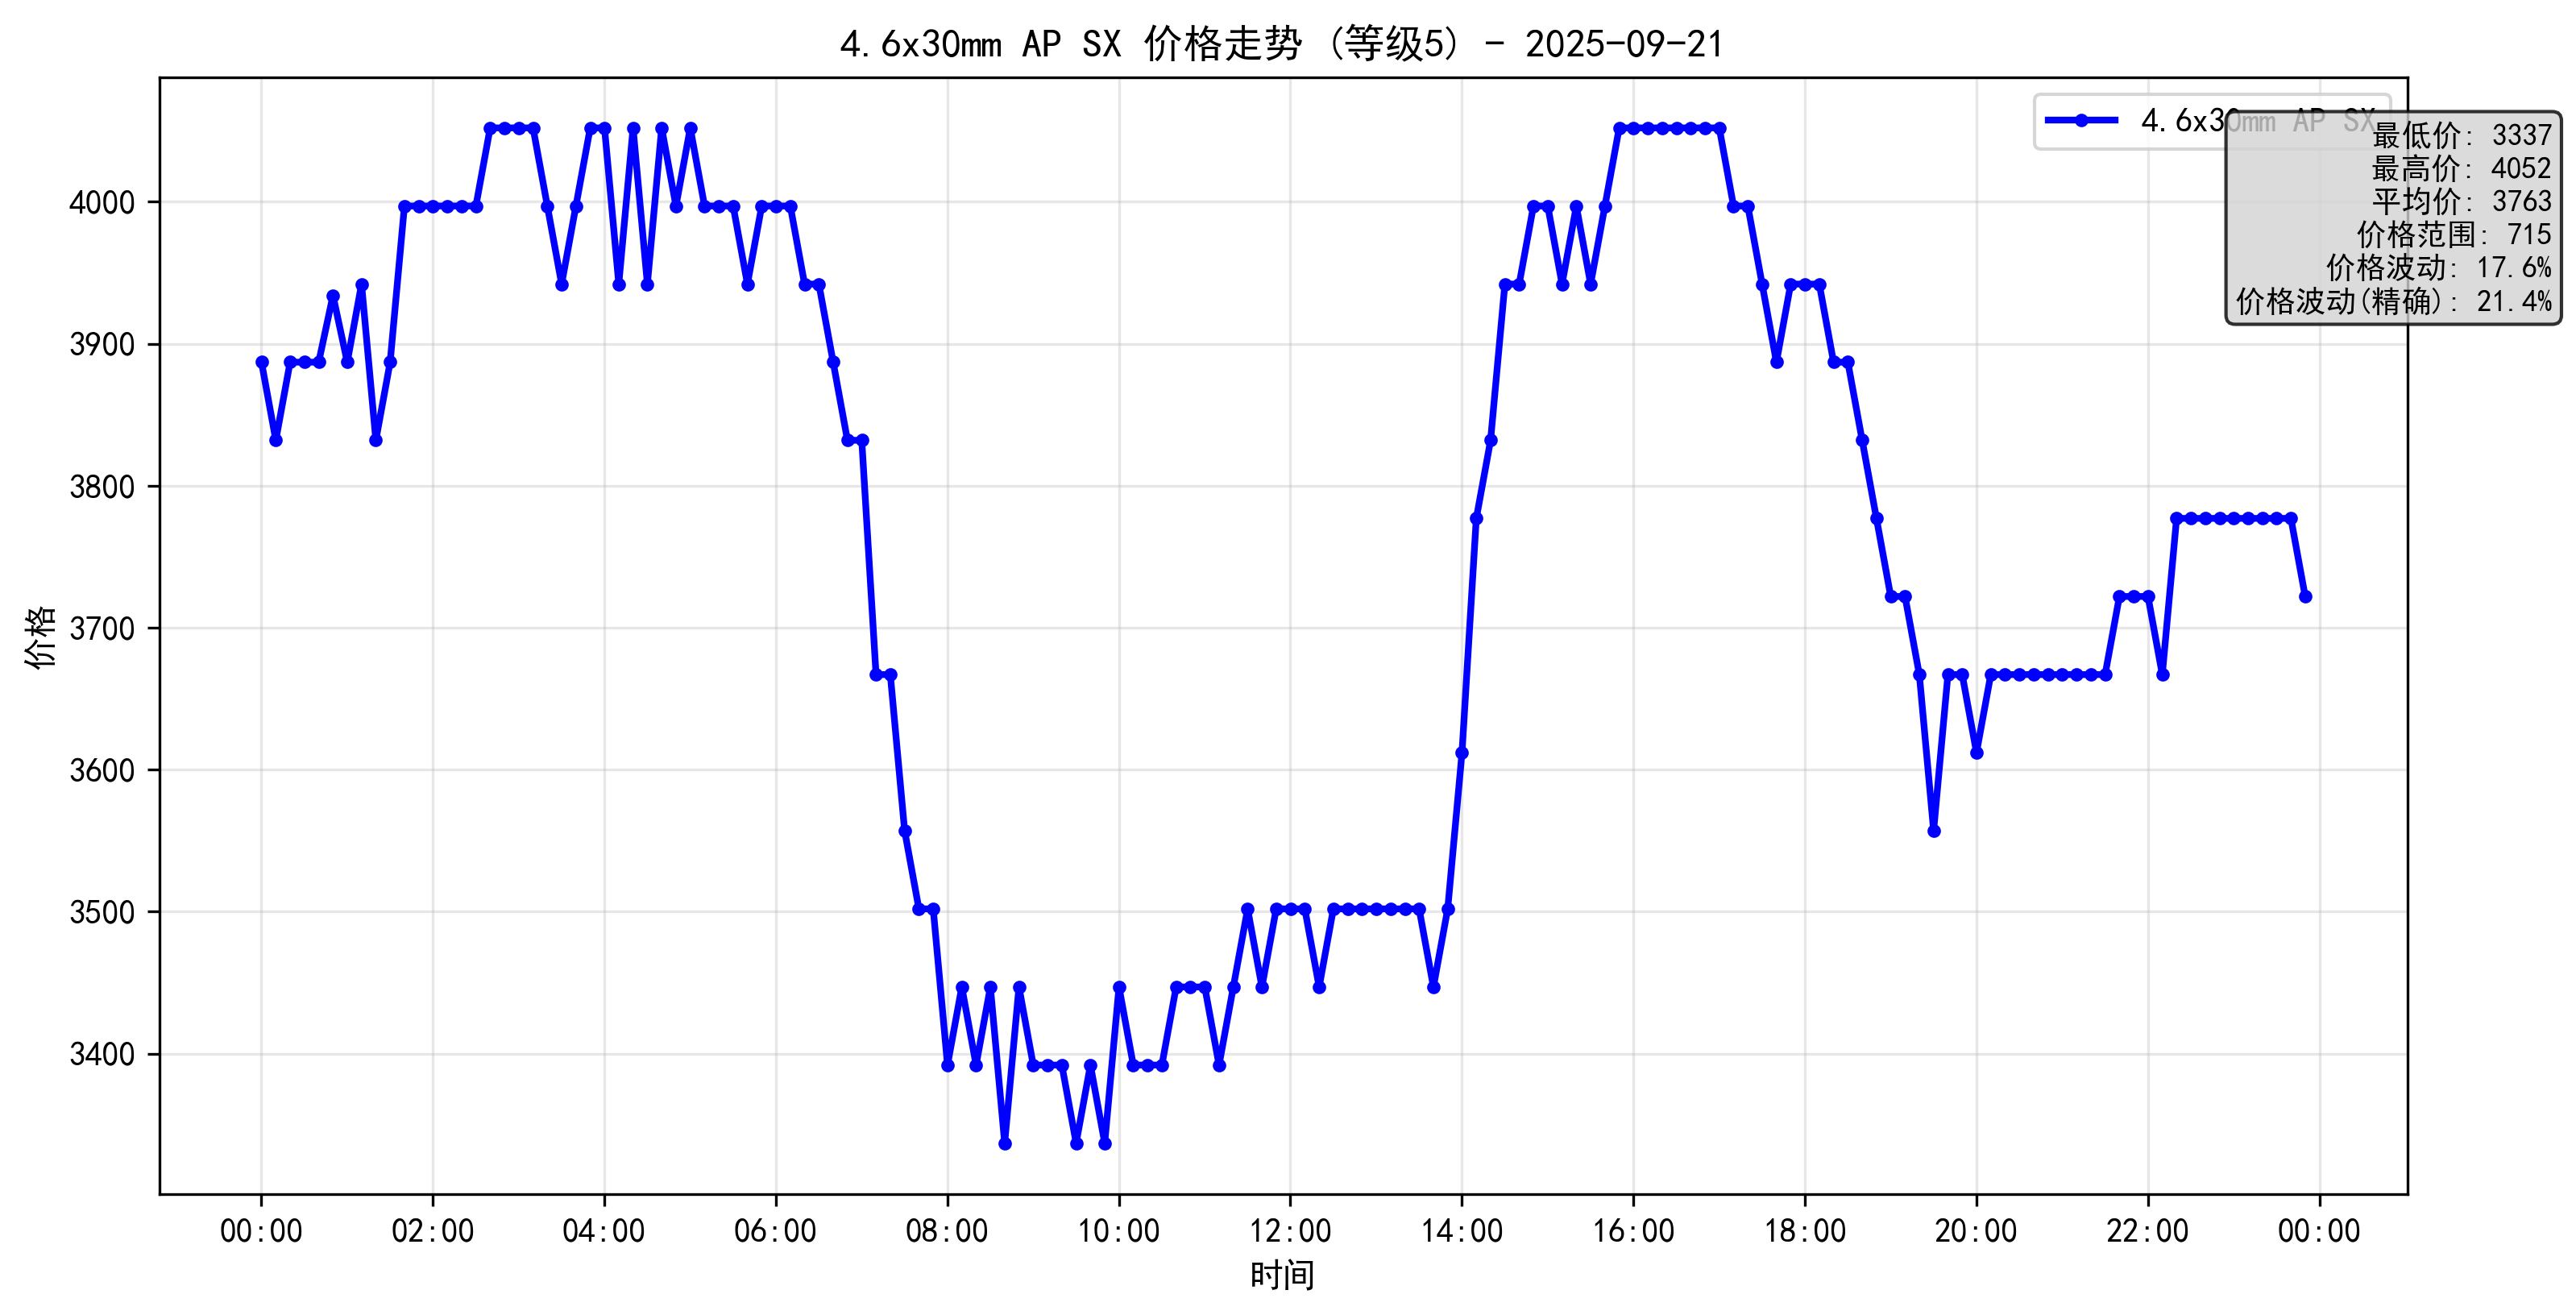 4.6x30mm AP SX 价格走势 (等级5) - 2025-09-21
4.6x30mm AP SX
最低价: 3337
最高价: 4052
平均价: 3763
价格范围: 715
价格波动: 17.6%
价格波动(精确): 21.4%
4000
3900
3800
3700
3600
3500
3400
价格
00:00 02:00 04:00 06:00 08:00 10:00 12:00 14:00 16:00 18:00 20:00 22:00 00:00
时间